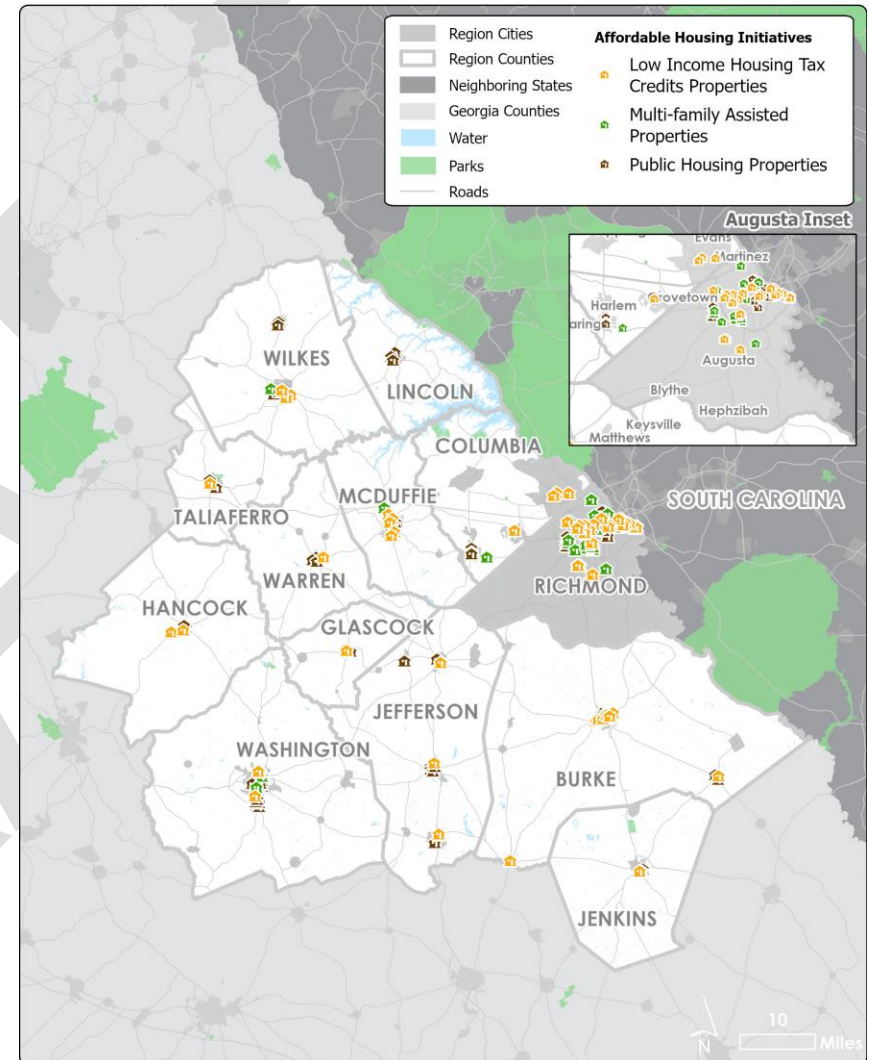 Region Cities
Region Counties
Neighboring States
Georgia Counties
Water
Parks
Roads
Affordable Housing Initiatives
Low Income Housing Tax
Credits Properties
Multi-family Assisted
Properties
Public Housing Properties
Augusta Inset
Evans
Martinez
Harlem
Grovetown
Augusta
Blythe
Hephzibah
Keysville
Matthews
WILKES
LINCOLN
COLUMBIA
TALIAFERRO
MCDUFFIE
SOUTH CAROLINA
WARREN
RICHMOND
HANCOCK
GLASCOCK
JEFFERSON
WASHINGTON
BURKE
JENKINS
N
10
Miles